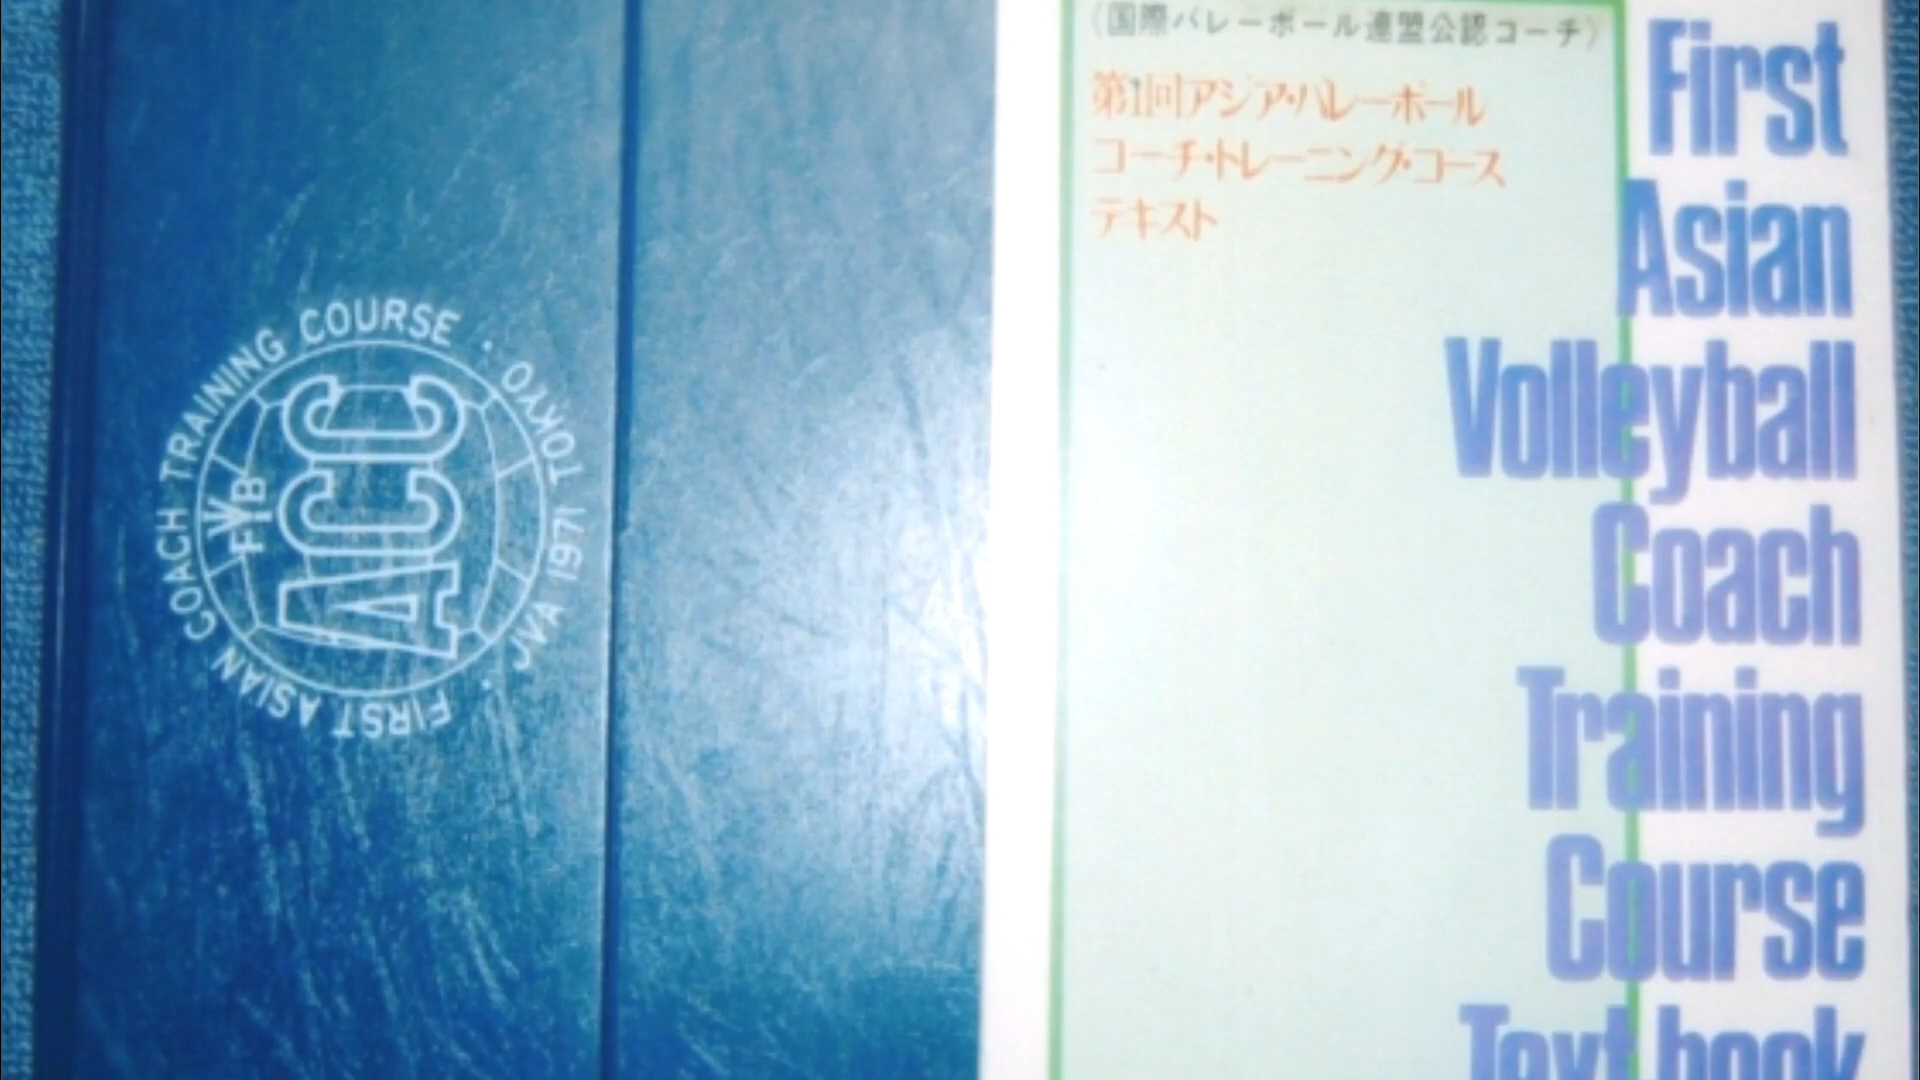 FIRST ASIAN COACH TRAINING COURSE · TOKYO 1971 JVA ·
FIVB
ACC
〈国際バレーボール連盟公認コーチ〉
第1回アジア・バレーボール
コーチ・トレーニング・コース
テキスト
First
Asian
Volleyball
Coach
Training
Course
Text book